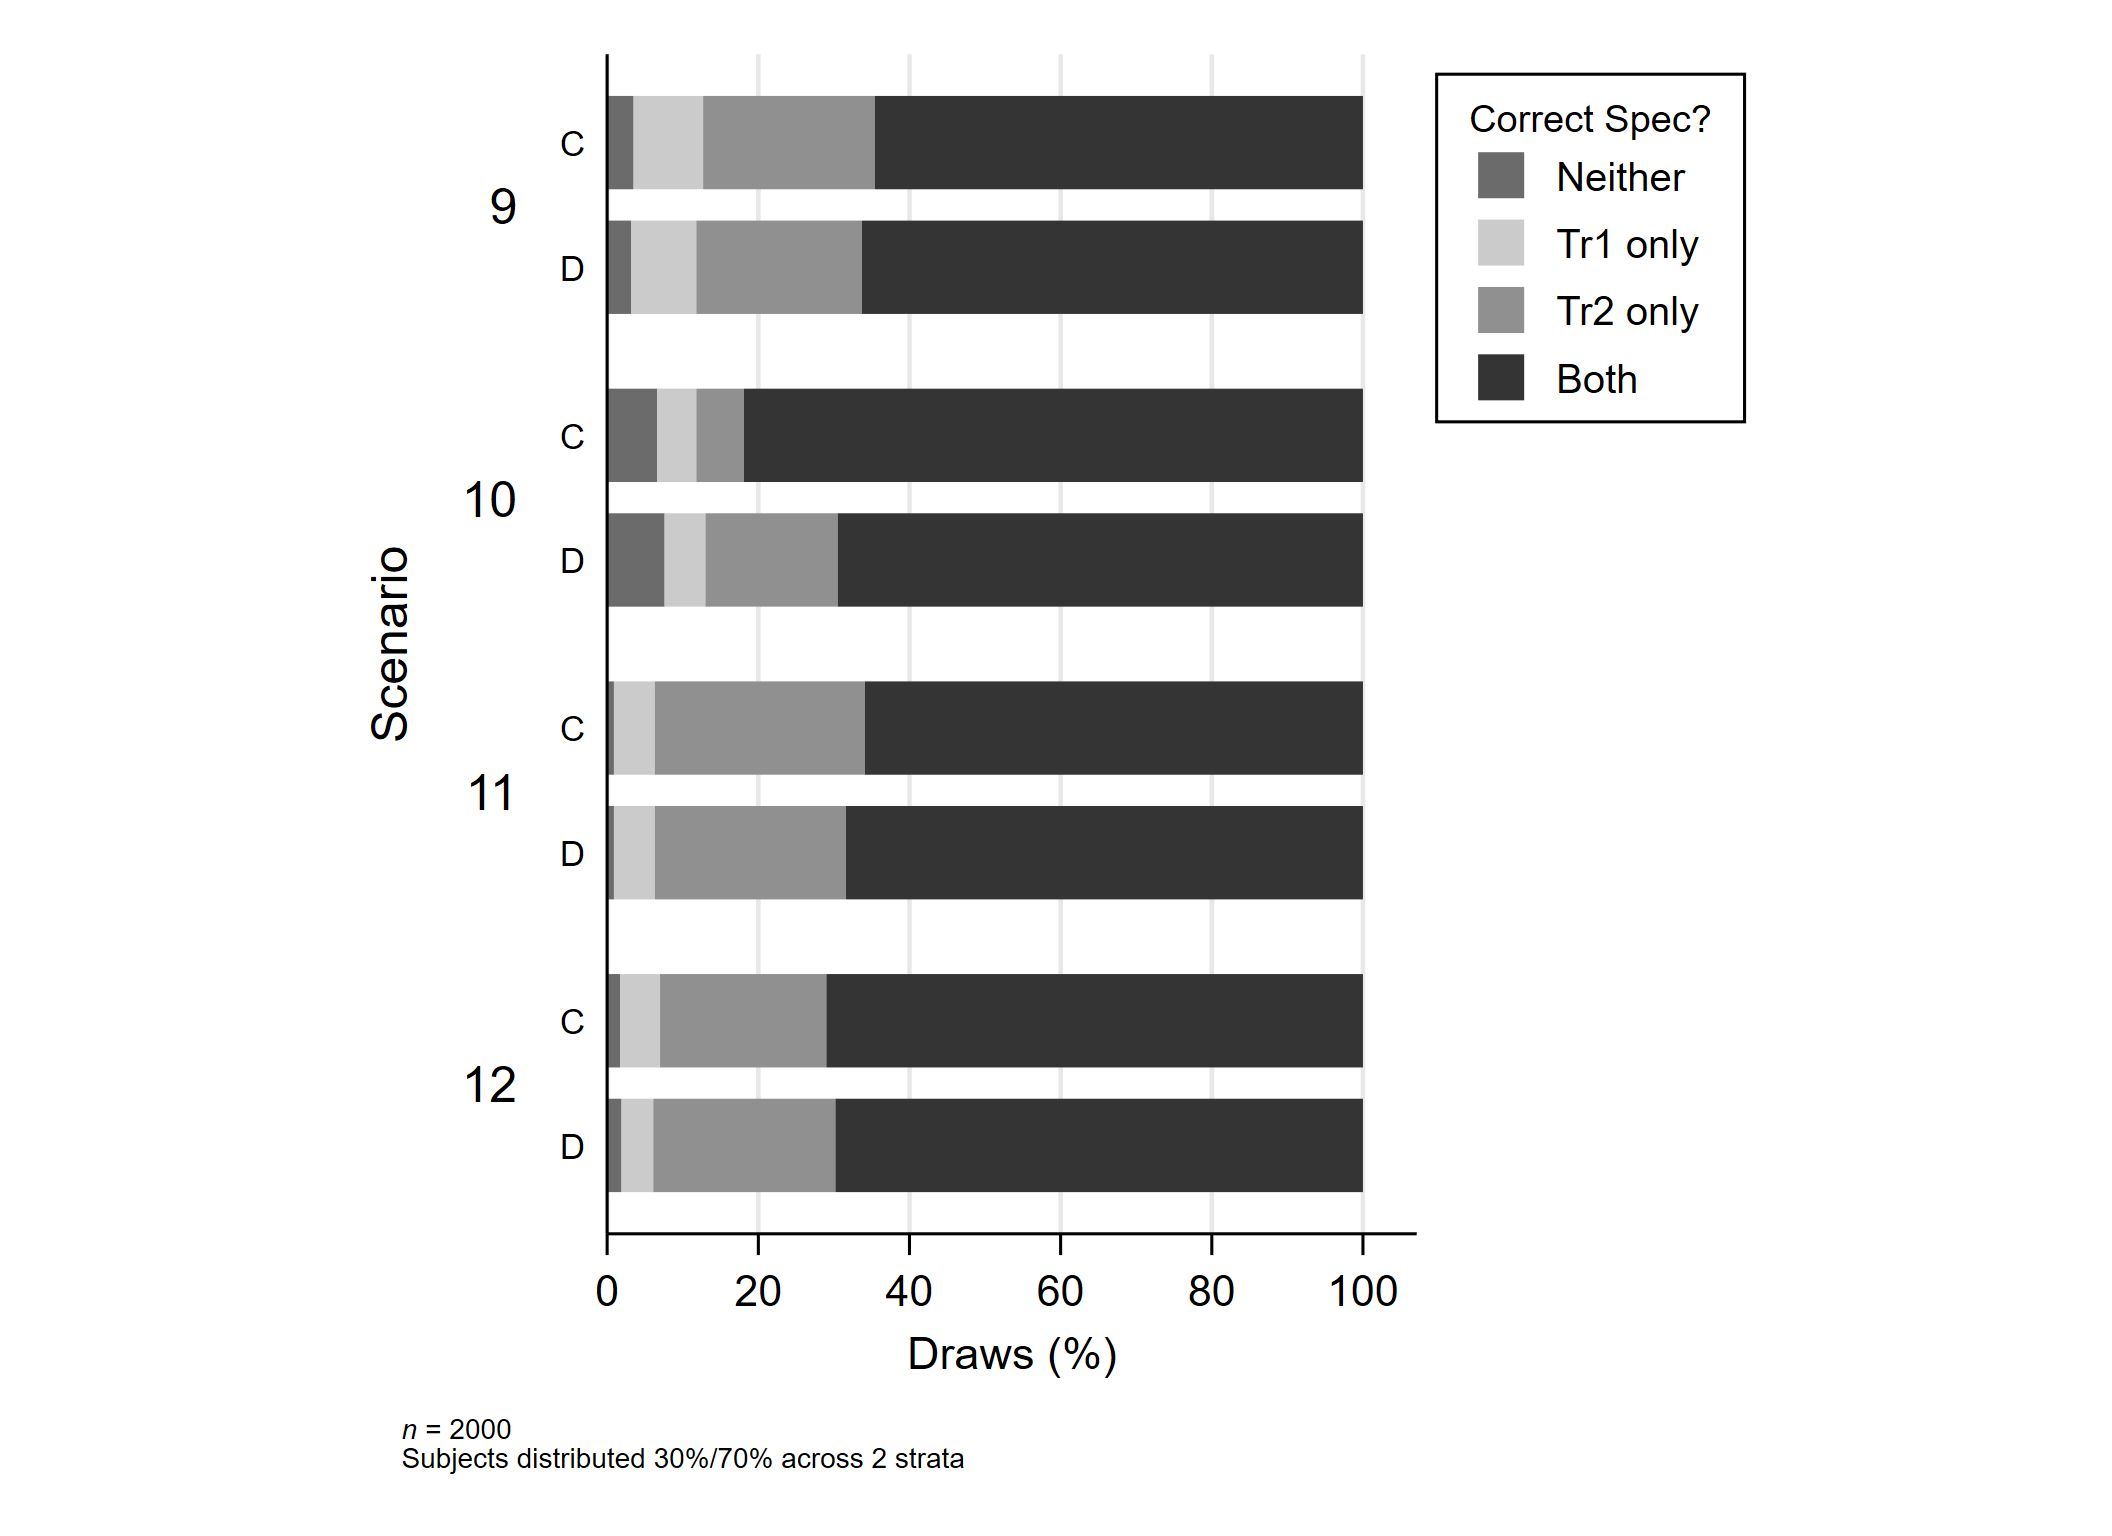 Correct Spec?
Neither
Tr1 only
Tr2 only
Both
Scenario
9
C
D
10
C
D
11
C
D
12
C
D
0 20 40 60 80 100
Draws (%)
n = 2000
Subjects distributed 30%/70% across 2 strata